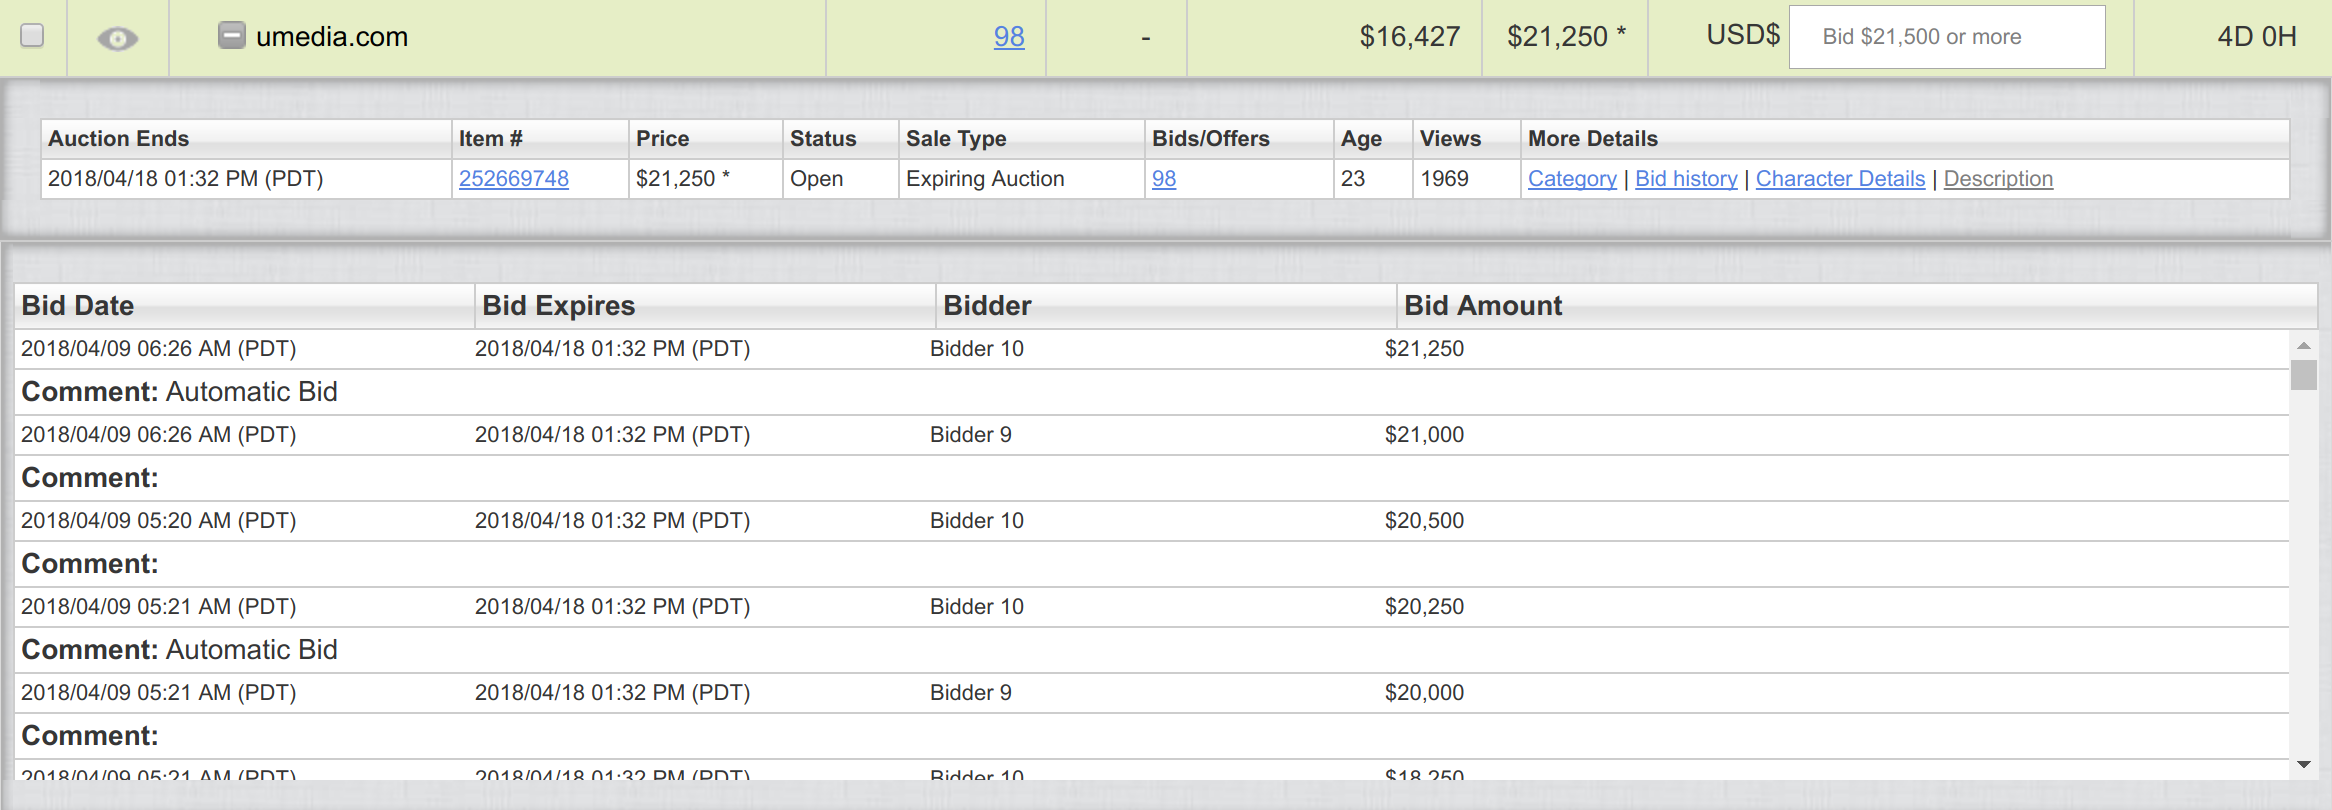 umedia.com 98 - $16,427 $21,250 * USD$ Bid $21,500 or more 4D 0H
Auction Ends Item # Price Status Sale Type Bids/Offers Age Views More Details
2018/04/18 01:32 PM (PDT) 252669748 $21,250 * Open Expiring Auction 98 23 1969 Category | Bid history | Character Details | Description
Bid Date Bid Expires Bidder Bid Amount
2018/04/09 06:26 AM (PDT) 2018/04/18 01:32 PM (PDT) Bidder 10 $21,250
Comment: Automatic Bid
2018/04/09 06:26 AM (PDT) 2018/04/18 01:32 PM (PDT) Bidder 9 $21,000
Comment:
2018/04/09 05:20 AM (PDT) 2018/04/18 01:32 PM (PDT) Bidder 10 $20,500
Comment:
2018/04/09 05:21 AM (PDT) 2018/04/18 01:32 PM (PDT) Bidder 10 $20,250
Comment: Automatic Bid
2018/04/09 05:21 AM (PDT) 2018/04/18 01:32 PM (PDT) Bidder 9 $20,000
Comment:
2018/04/09 05:21 AM (PDT) 2018/04/18 01:32 PM (PDT) Bidder 10 $18,250